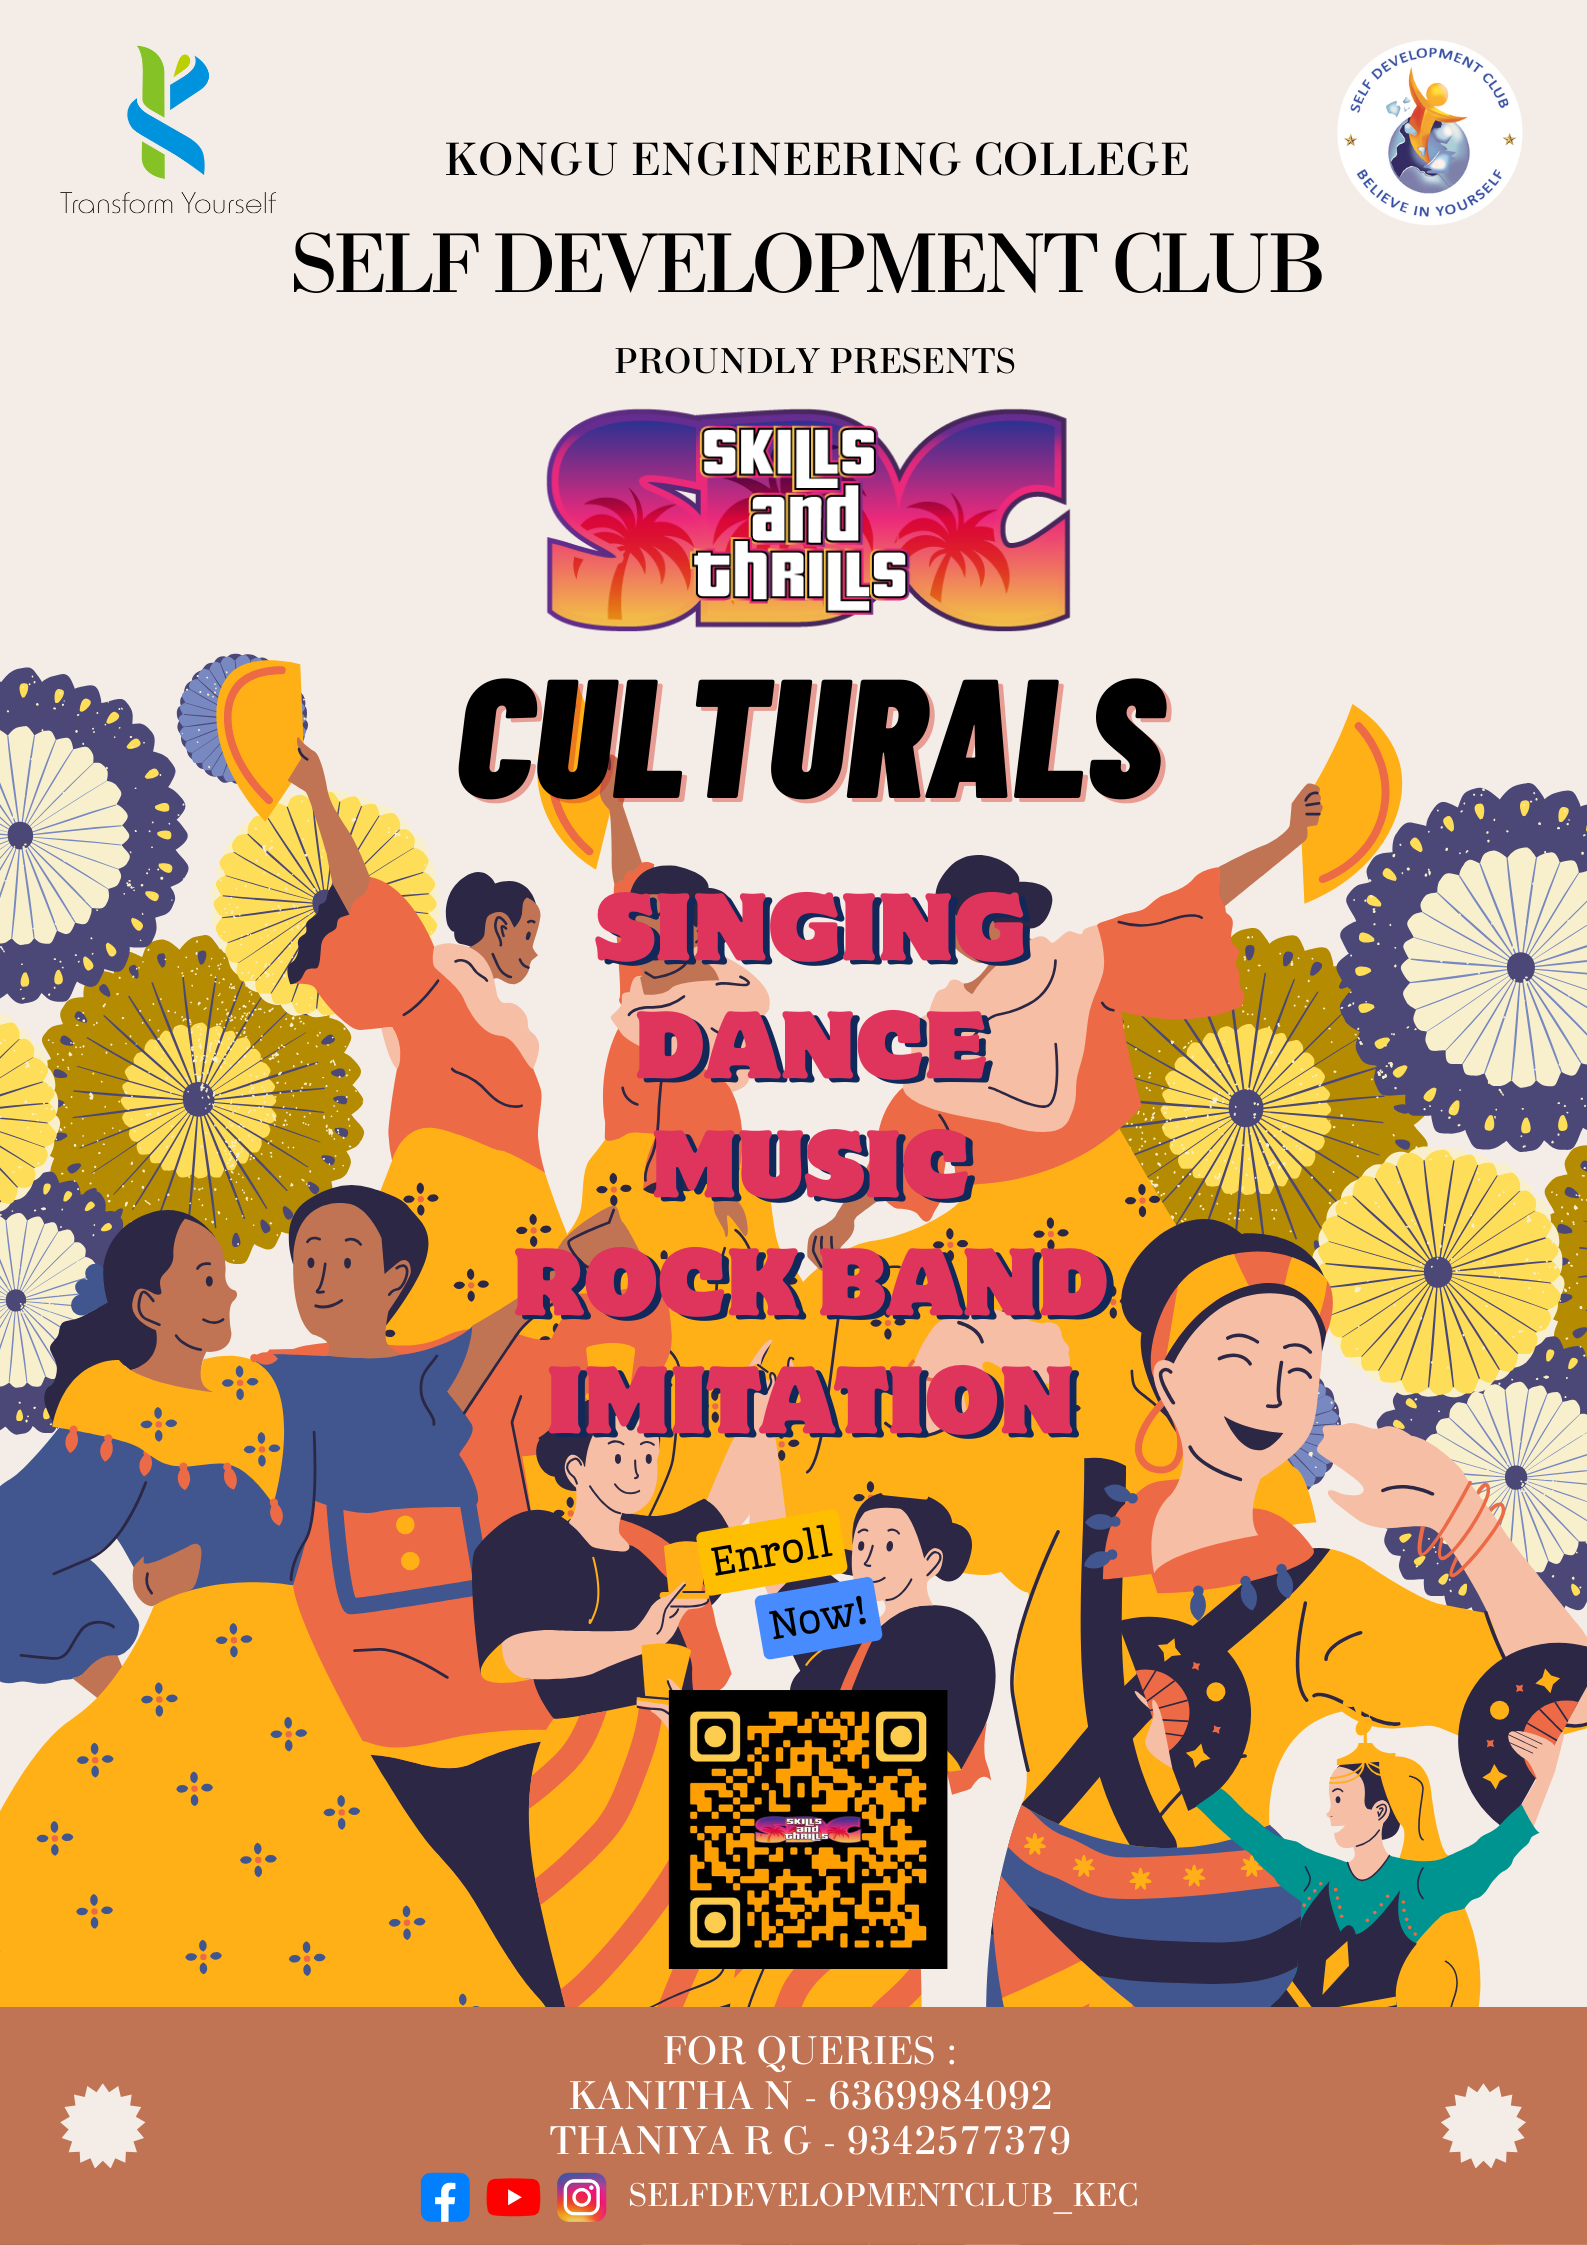 Transform Yourself
SELF DEVELOPMENT CLUB
BELIEVE IN YOURSELF
KONGU ENGINEERING COLLEGE
SELF DEVELOPMENT CLUB
PROUNDLY PRESENTS
SDC
SKILLS
and
thRILLS
CULTURALS
SINGING
DANCE
MUSIC
ROCK BAND
IMITATION
Enroll
Now!
SKILLS
and
thRILLS
FOR QUERIES :
KANITHA N - 6369984092
THANIYA R G - 9342577379
SELFDEVELOPMENTCLUB_KEC